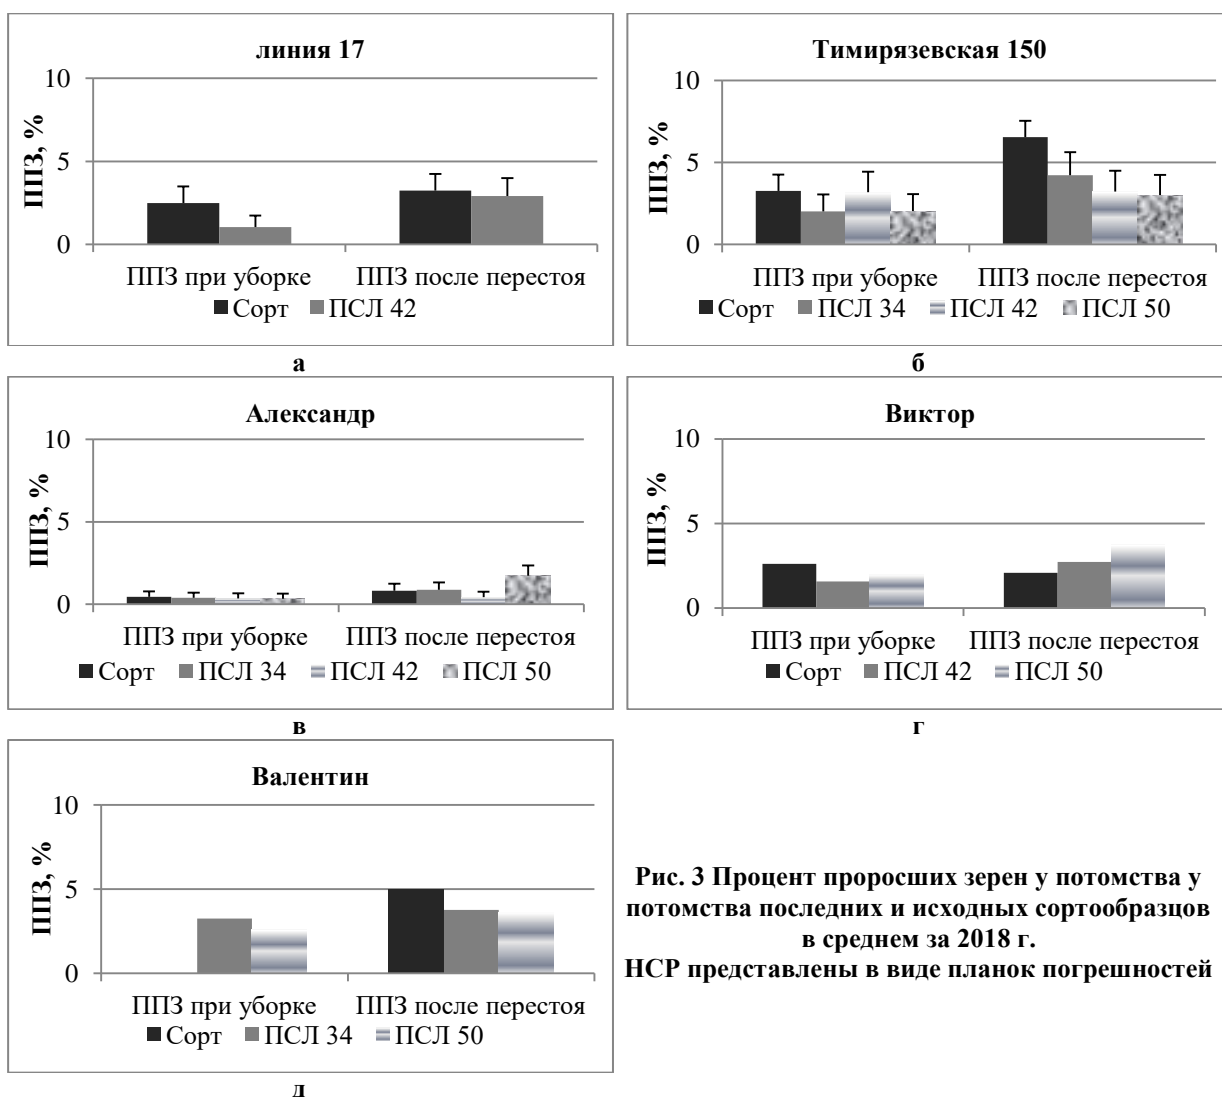 линия 17
10
5
0
ППЗ, %
ППЗ при уборке
ППЗ после перестоя
Сорт ПСЛ 42
а
Тимирязевская 150
10
5
0
ППЗ, %
ППЗ при уборке
ППЗ после перестоя
Сорт ПСЛ 34 ПСЛ 42 ПСЛ 50
б
Александр
10
5
0
ППЗ, %
ППЗ при уборке
ППЗ после перестоя
Сорт ПСЛ 34 ПСЛ 42 ПСЛ 50
в
Виктор
10
5
0
ППЗ, %
ППЗ при уборке
ППЗ после перестоя
Сорт ПСЛ 42 ПСЛ 50
г
Валентин
10
5
0
ППЗ, %
ППЗ при уборке
ППЗ после перестоя
Сорт ПСЛ 34 ПСЛ 50
д
Рис. 3 Процент проросших зерен у потомства у
потомства последних и исходных сортообразцов
в среднем за 2018 г.
НСР представлены в виде планок погрешностей